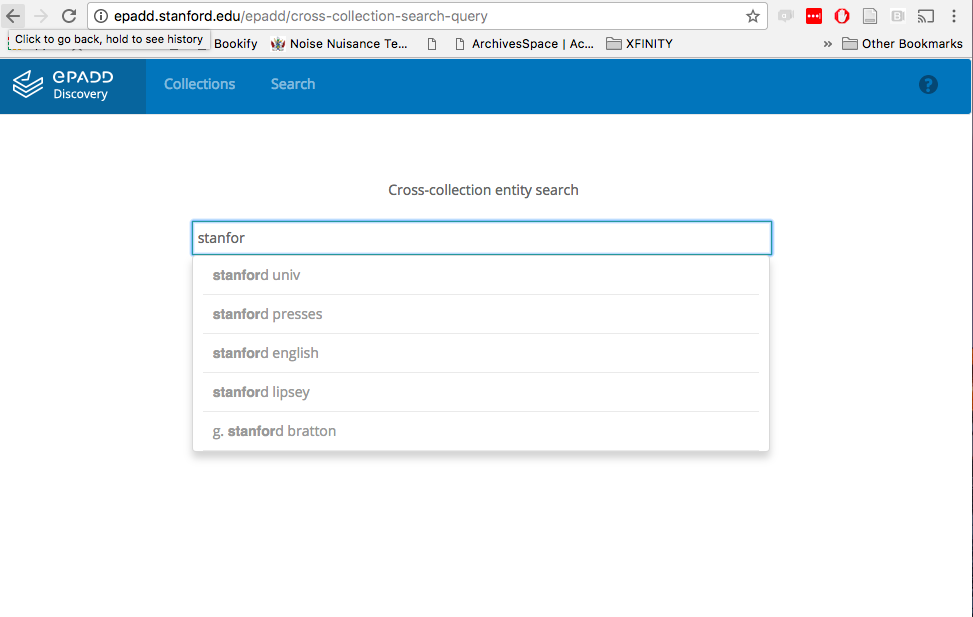 epadd.stanford.edu/epadd/cross-collection-search-query
Click to go back, hold to see history
Bookify
Noise Nuisance Te...
ArchivesSpace | Ac...
XFINITY
»
Other Bookmarks
ePADD
Discovery
Collections
Search
?
Cross-collection entity search
stanfor
stanford univ
stanford presses
stanford english
stanford lipsey
g. stanford bratton